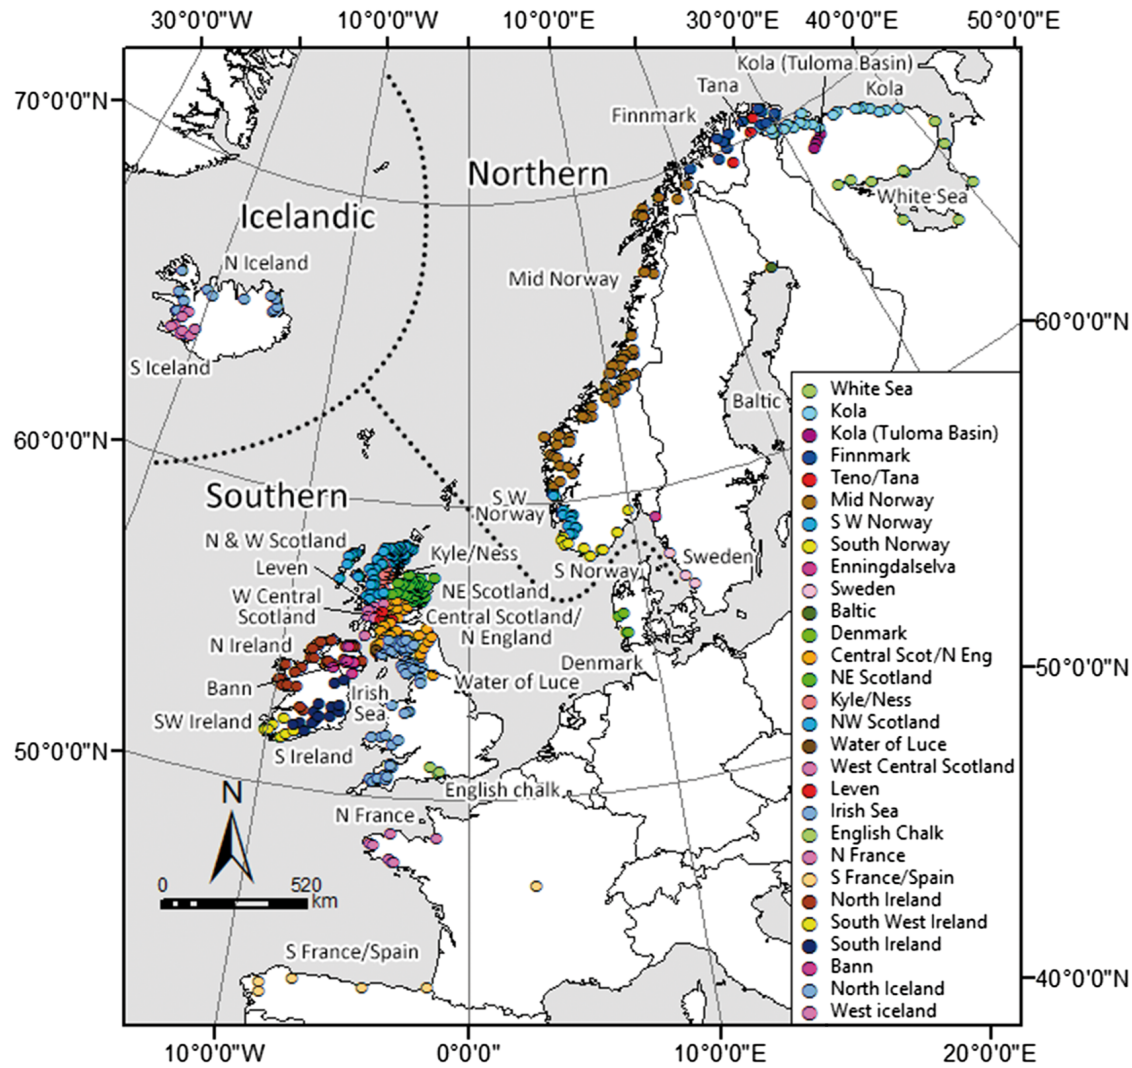 30°0'0"W
10°0'0"W
10°0'0"E
30°0'0"E
40°0'0"E
50°0'0"E
Kola (Tuloma Basin)
Tana
Kola
70°0'0"N
Finnmark
Northern
White Sea
Icelandic
N Iceland
Mid Norway
60°0'0"N
S Iceland
Baltic
60°0'0"N
Southern
S W
Norway
N & W Scotland
Kyle/Ness
Leven
S Norway
Sweden
W Central
Scotland
NE Scotland
Central Scotland/
N England
N Ireland
Denmark
Bann
Irish
Sea
Water of Luce
50°0'0"N
SW Ireland
S Ireland
50°0'0"N
English chalk
N
N France
0
520
km
S France/Spain
40°0'0"N
White Sea
Kola
Kola (Tuloma Basin)
Finnmark
Teno/Tana
Mid Norway
S W Norway
South Norway
Enningdalselva
Sweden
Baltic
Denmark
Central Scot/N Eng
NE Scotland
Kyle/Ness
NW Scotland
Water of Luce
West Central Scotland
Leven
Irish Sea
English Chalk
N France
S France/Spain
North Ireland
South West Ireland
South Ireland
Bann
North Iceland
West iceland
10°0'0"W
0°0'0"
10°0'0"E
20°0'0"E